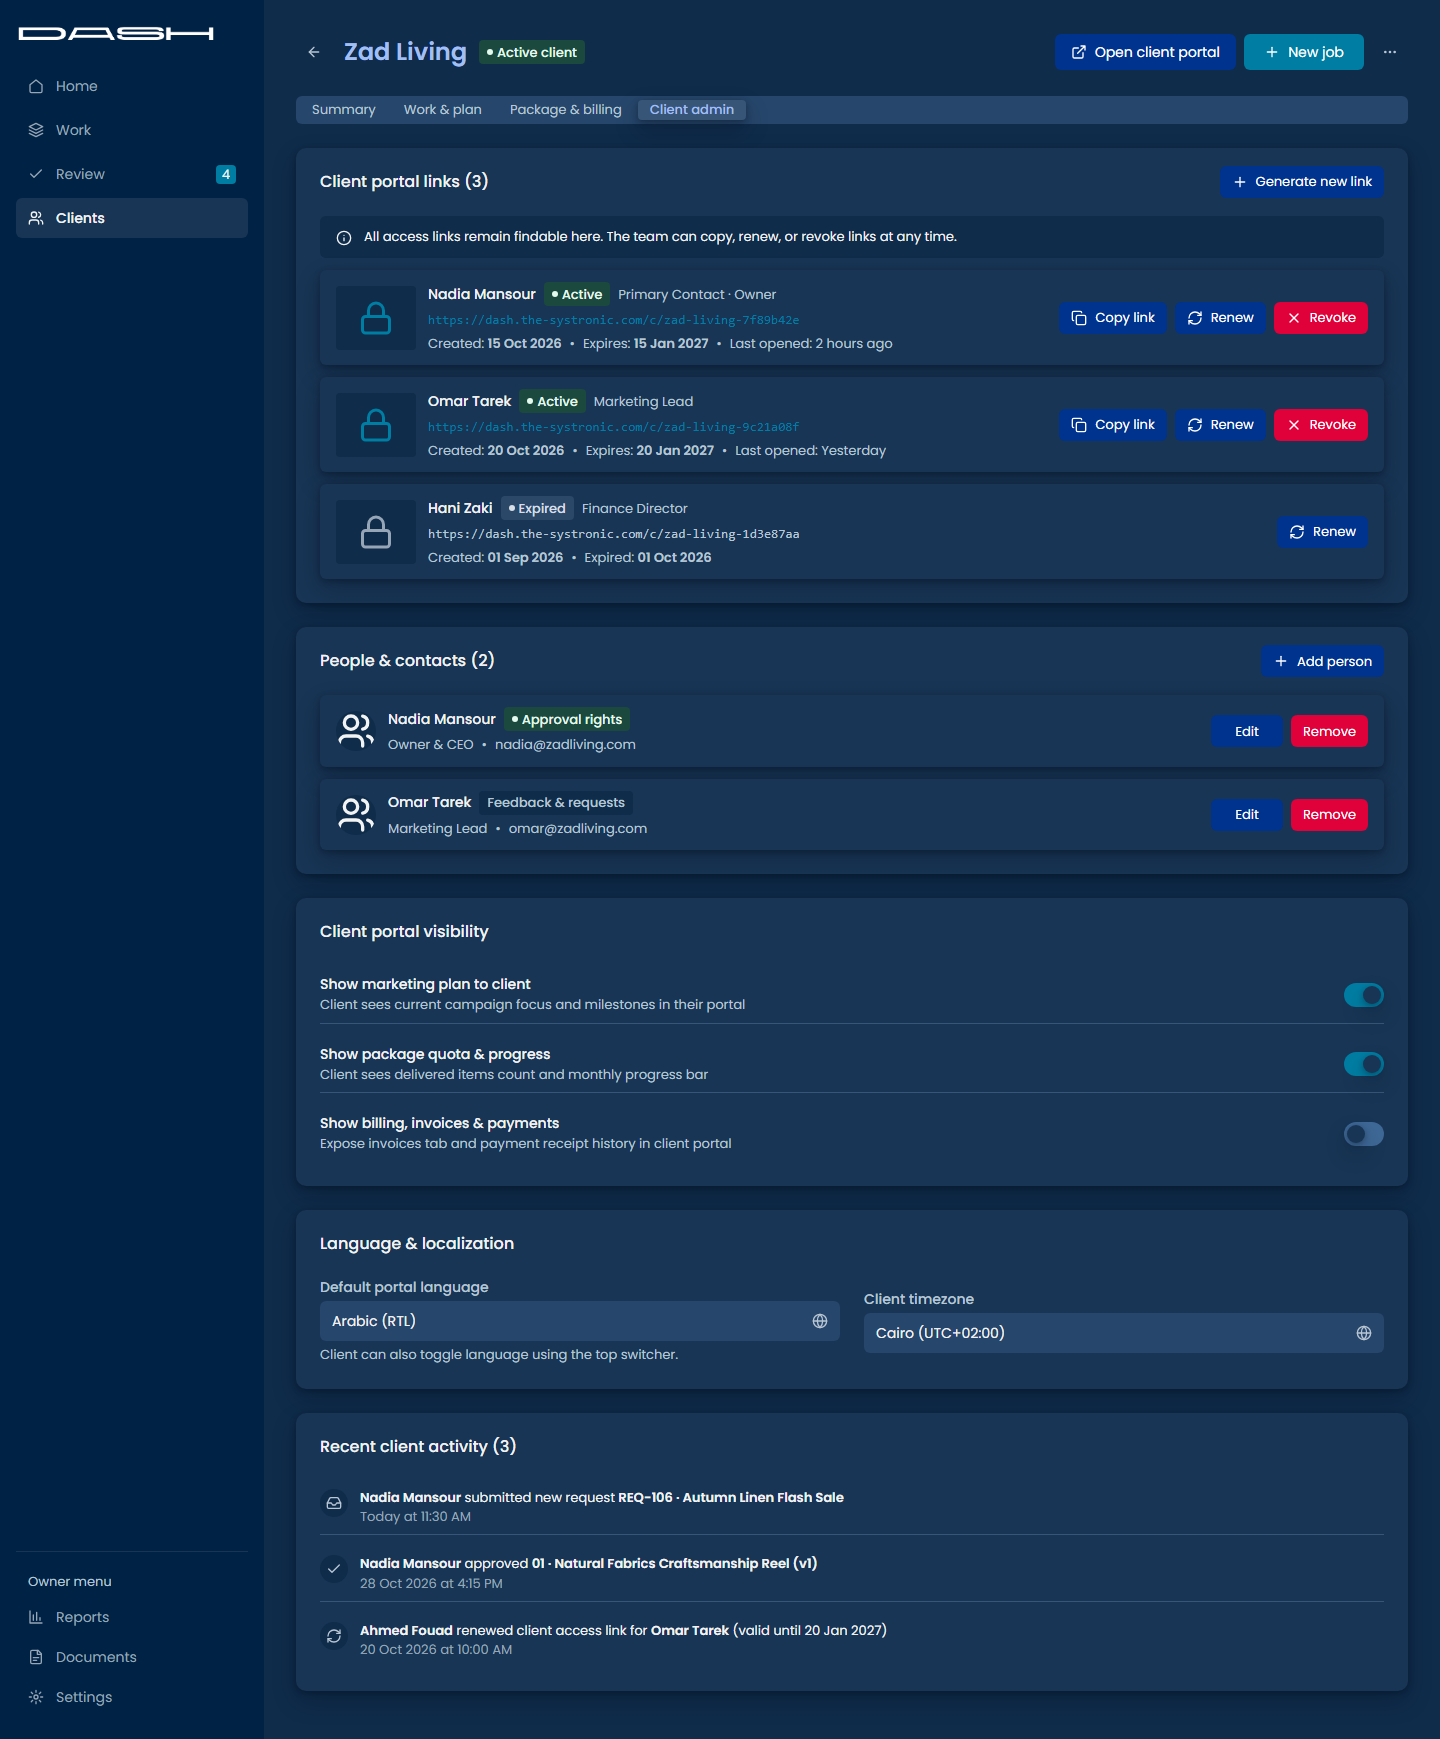 DASH
Home
Work
Review 4
Clients
Owner menu
Reports
Documents
Settings
Zad Living Active client
Open client portal
New job
Summary Work & plan Package & billing Client admin
Client portal links (3)
Generate new link
All access links remain findable here. The team can copy, renew, or revoke links at any time.
Nadia Mansour Active Primary Contact · Owner
https://dash.the-systronic.com/c/zad-living-7f89b42e
Created: 15 Oct 2026 • Expires: 15 Jan 2027 • Last opened: 2 hours ago
Copy link Renew Revoke
Omar Tarek Active Marketing Lead
https://dash.the-systronic.com/c/zad-living-9c21a08f
Created: 20 Oct 2026 • Expires: 20 Jan 2027 • Last opened: Yesterday
Copy link Renew Revoke
Hani Zaki Expired Finance Director
https://dash.the-systronic.com/c/zad-living-1d3e87aa
Created: 01 Sep 2026 • Expired: 01 Oct 2026
Renew
People & contacts (2)
Add person
Nadia Mansour Approval rights
Owner & CEO • nadia@zadliving.com
Edit Remove
Omar Tarek Feedback & requests
Marketing Lead • omar@zadliving.com
Edit Remove
Client portal visibility
Show marketing plan to client
Client sees current campaign focus and milestones in their portal
Show package quota & progress
Client sees delivered items count and monthly progress bar
Show billing, invoices & payments
Expose invoices tab and payment receipt history in client portal
Language & localization
Default portal language
Arabic (RTL)
Client can also toggle language using the top switcher.
Client timezone
Cairo (UTC+02:00)
Recent client activity (3)
Nadia Mansour submitted new request REQ-106 · Autumn Linen Flash Sale
Today at 11:30 AM
Nadia Mansour approved 01 · Natural Fabrics Craftsmanship Reel (v1)
28 Oct 2026 at 4:15 PM
Ahmed Fouad renewed client access link for Omar Tarek (valid until 20 Jan 2027)
20 Oct 2026 at 10:00 AM